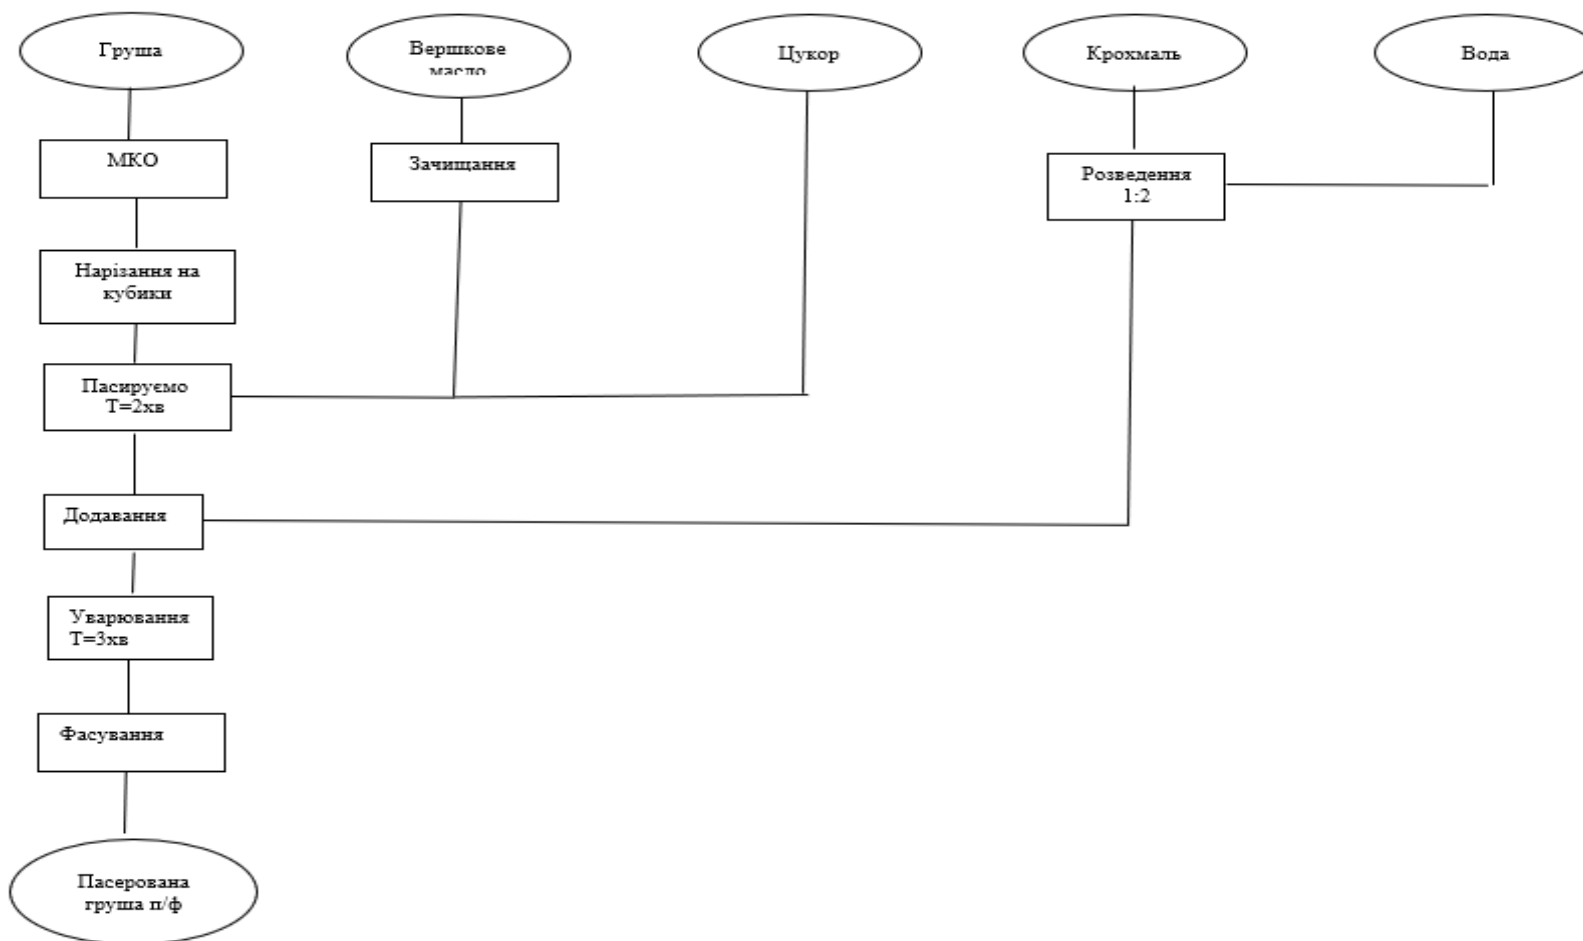 Груша
Вершкове
масло
Цукор
Крохмаль
Вода
МКО
Зачищання
Розведення
1:2
Нарізання на
кубики
Пасируємо
Т=2хв
Додавання
Уварювання
Т=3хв
Фасування
Пасерована
груша п/ф